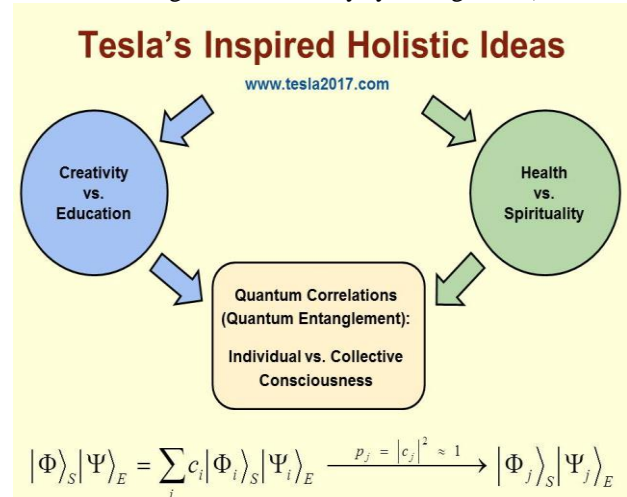 Tesla's Inspired Holistic Ideas
www.tesla2017.com
Creativity
vs.
Education
Health
vs.
Spirituality
Quantum Correlations
(Quantum Entanglement):
Individual vs. Collective
Consciousness
|Φ⟩_S|Ψ⟩_E = ∑_i c_i|Φ_i⟩_S|Ψ_i⟩_E —(p_j = |c_j|² ≈ 1)→ |Φ_j⟩_S|Ψ_j⟩_E